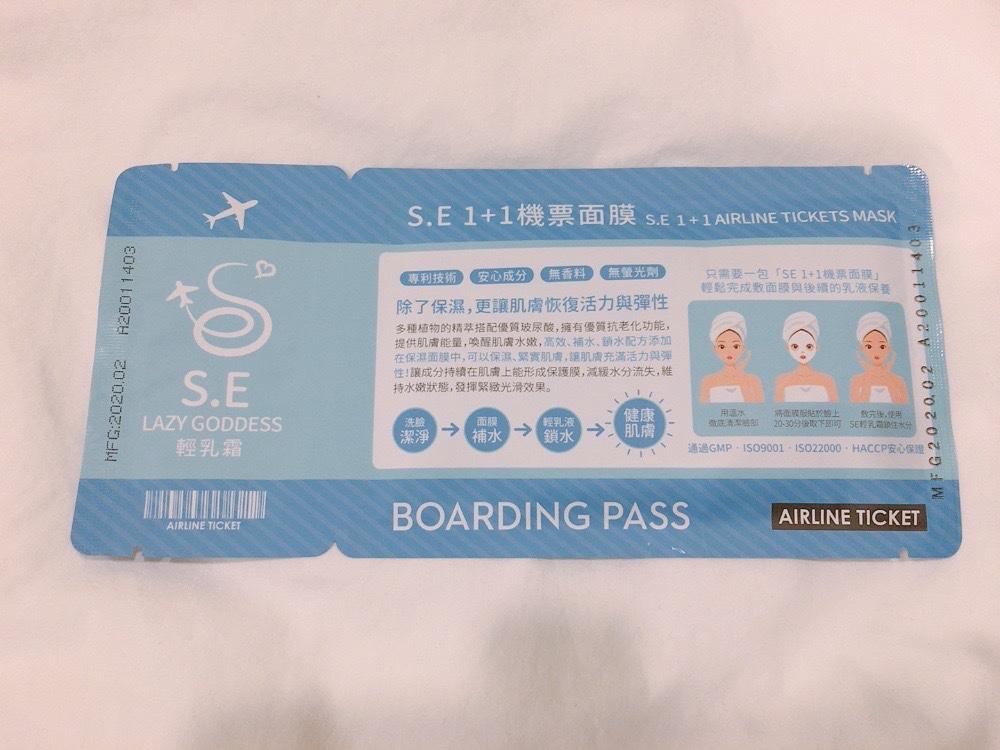 S.E 1+1機票面膜 S.E 1+1 AIRLINE TICKETS MASK
MFG:2020.02 A20011403
S.E
LAZY GODDESS
輕乳霜
AIRLINE TICKET
專利技術 安心成分 無香料 無螢光劑
除了保濕,更讓肌膚恢復活力與彈性
多種植物的精萃搭配優質玻尿酸,擁有優質抗老化功能,
提供肌膚能量,喚醒肌膚水嫩,高效、補水、鎖水配方添加
在保濕面膜中,可以保濕、緊實肌膚,讓肌膚充滿活力與彈
性!讓成分持續在肌膚上能形成保護膜,減緩水分流失,維
持水嫩狀態,發揮緊緻光滑效果。
洗臉
潔淨
面膜
補水
輕乳液
鎖水
健康
肌膚
只需要一包「SE 1+1機票面膜」
輕鬆完成敷面膜與後續的乳液保養
用溫水
徹底清潔臉部
將面膜服貼於臉上
20-30分後取下即可
敷完後,使用
SE輕乳霜鎖住水分
通過GMP · ISO9001 · ISO22000 · HACCP安心保證
MFG2020.02 A20011403
BOARDING PASS
AIRLINE TICKET